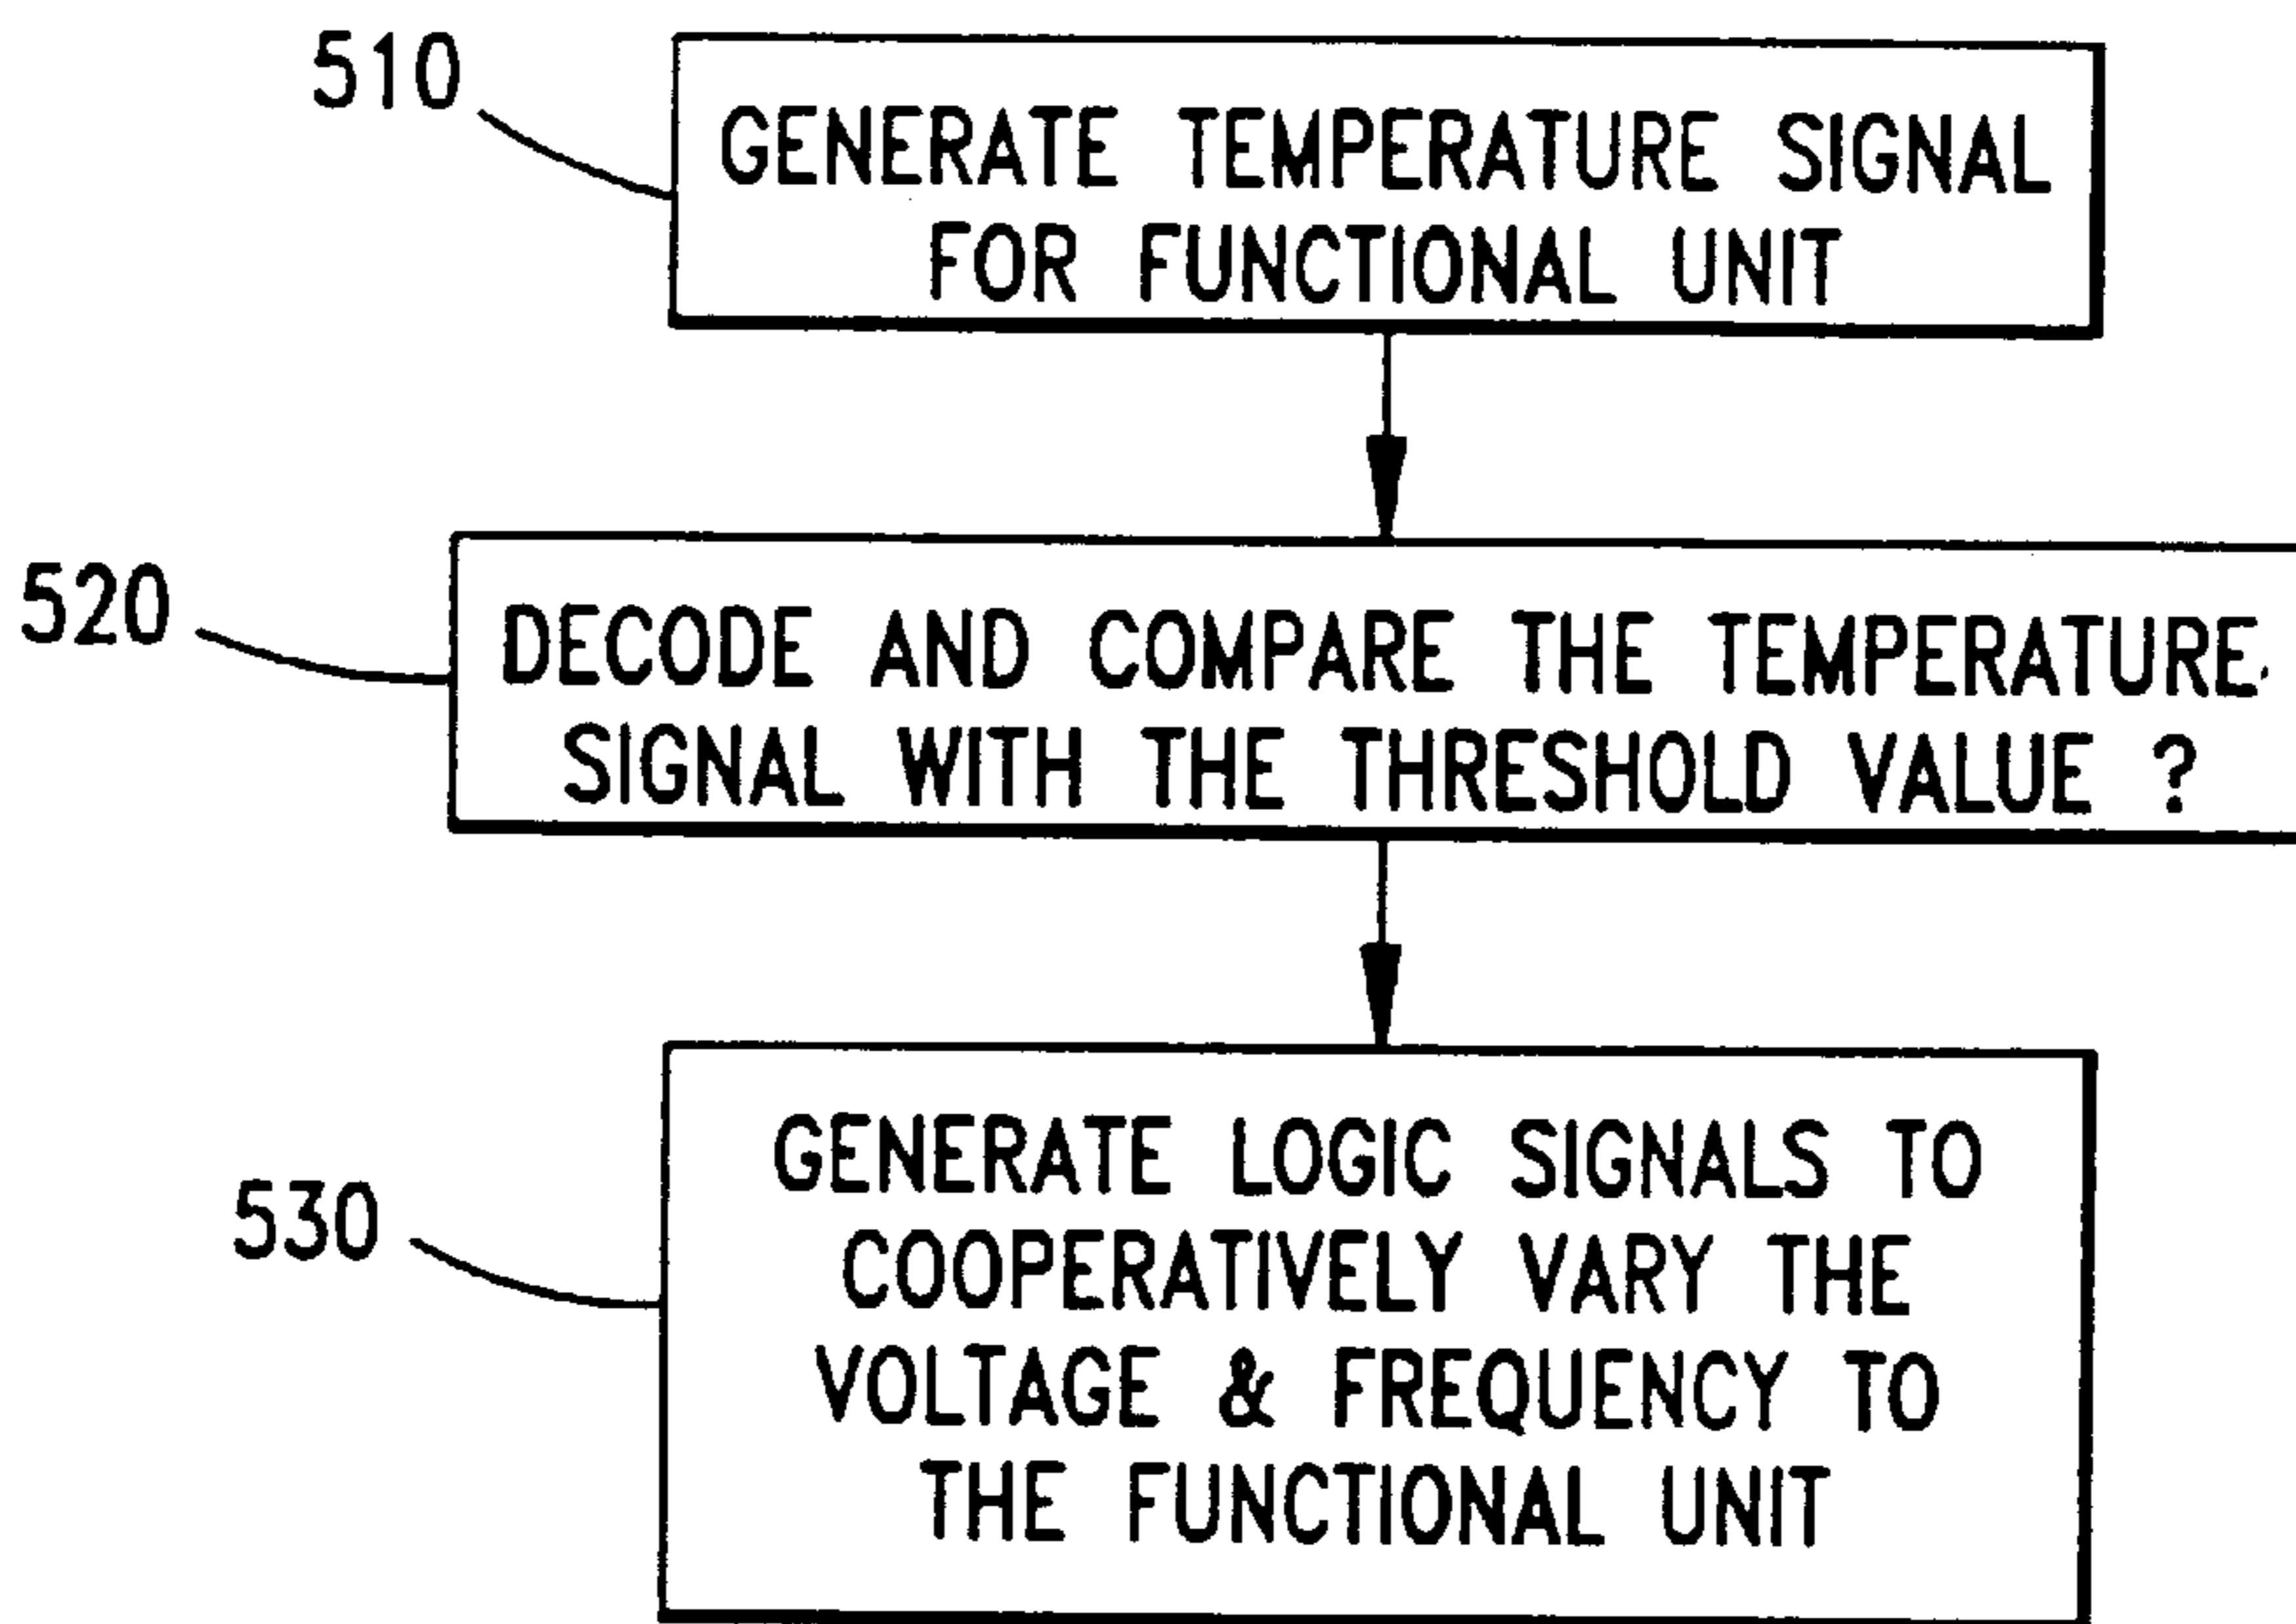 510
GENERATE TEMPERATURE SIGNAL
FOR FUNCTIONAL UNIT
520
DECODE AND COMPARE THE TEMPERATURE
SIGNAL WITH THE THRESHOLD VALUE ?
530
GENERATE LOGIC SIGNALS TO
COOPERATIVELY VARY THE
VOLTAGE & FREQUENCY TO
THE FUNCTIONAL UNIT